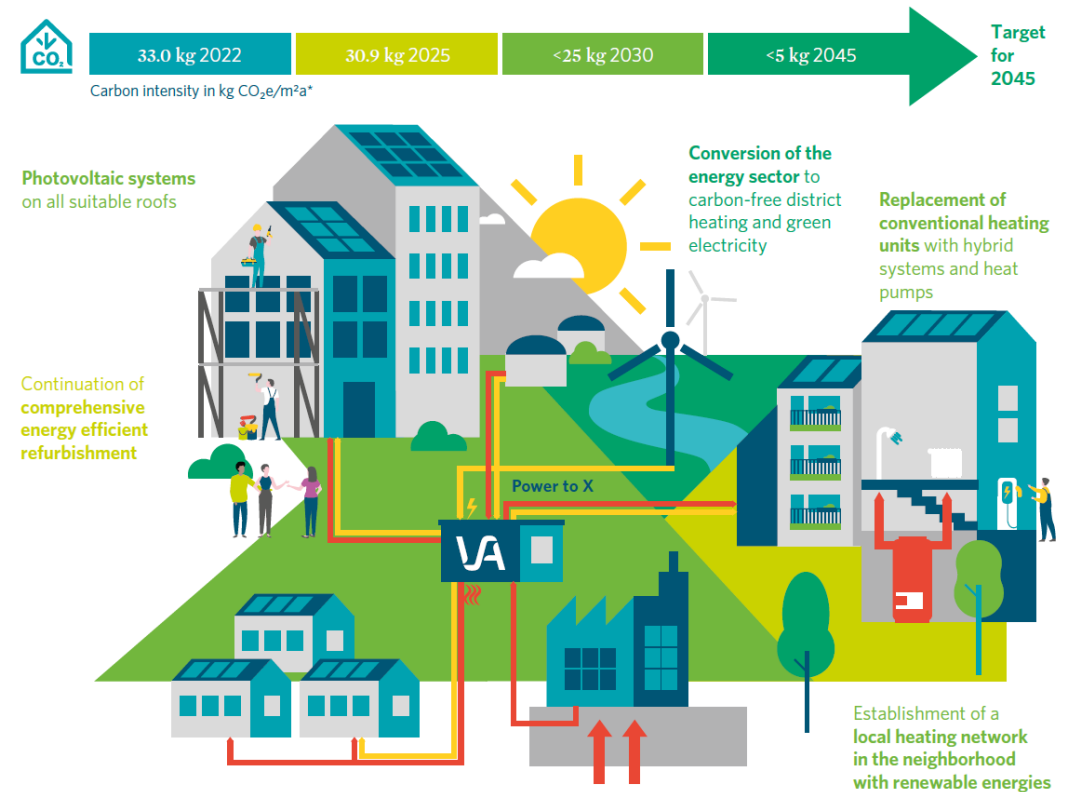 CO₂
33.0 kg 2022
30.9 kg 2025
<25 kg 2030
<5 kg 2045
Target
for
2045
Carbon intensity in kg CO₂e/m²a*
Photovoltaic systems
on all suitable roofs
Conversion of the
energy sector to
carbon-free district
heating and green
electricity
Replacement of
conventional heating
units with hybrid
systems and heat
pumps
Continuation of
comprehensive
energy efficient
refurbishment
Power to X
VA
Establishment of a
local heating network
in the neighborhood
with renewable energies